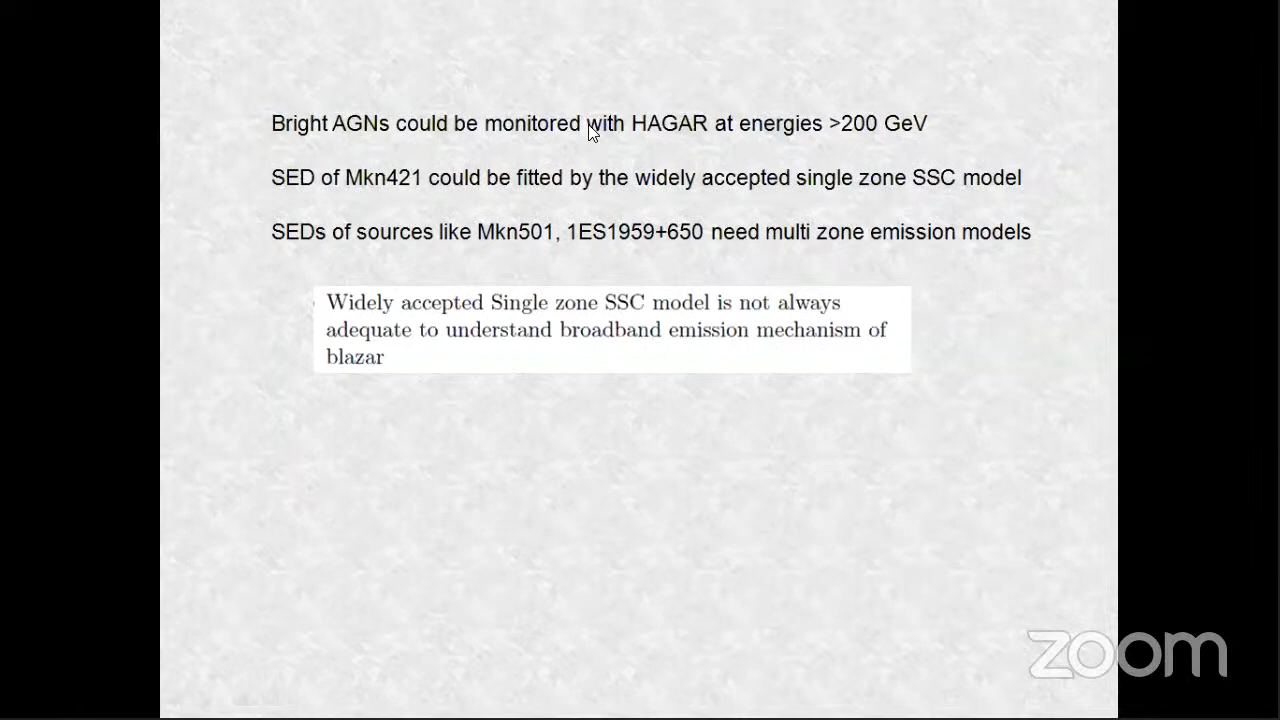 Bright AGNs could be monitored with HAGAR at energies >200 GeV
SED of Mkn421 could be fitted by the widely accepted single zone SSC model
SEDs of sources like Mkn501, 1ES1959+650 need multi zone emission models
Widely accepted Single zone SSC model is not always
adequate to understand broadband emission mechanism of
blazar
zoom